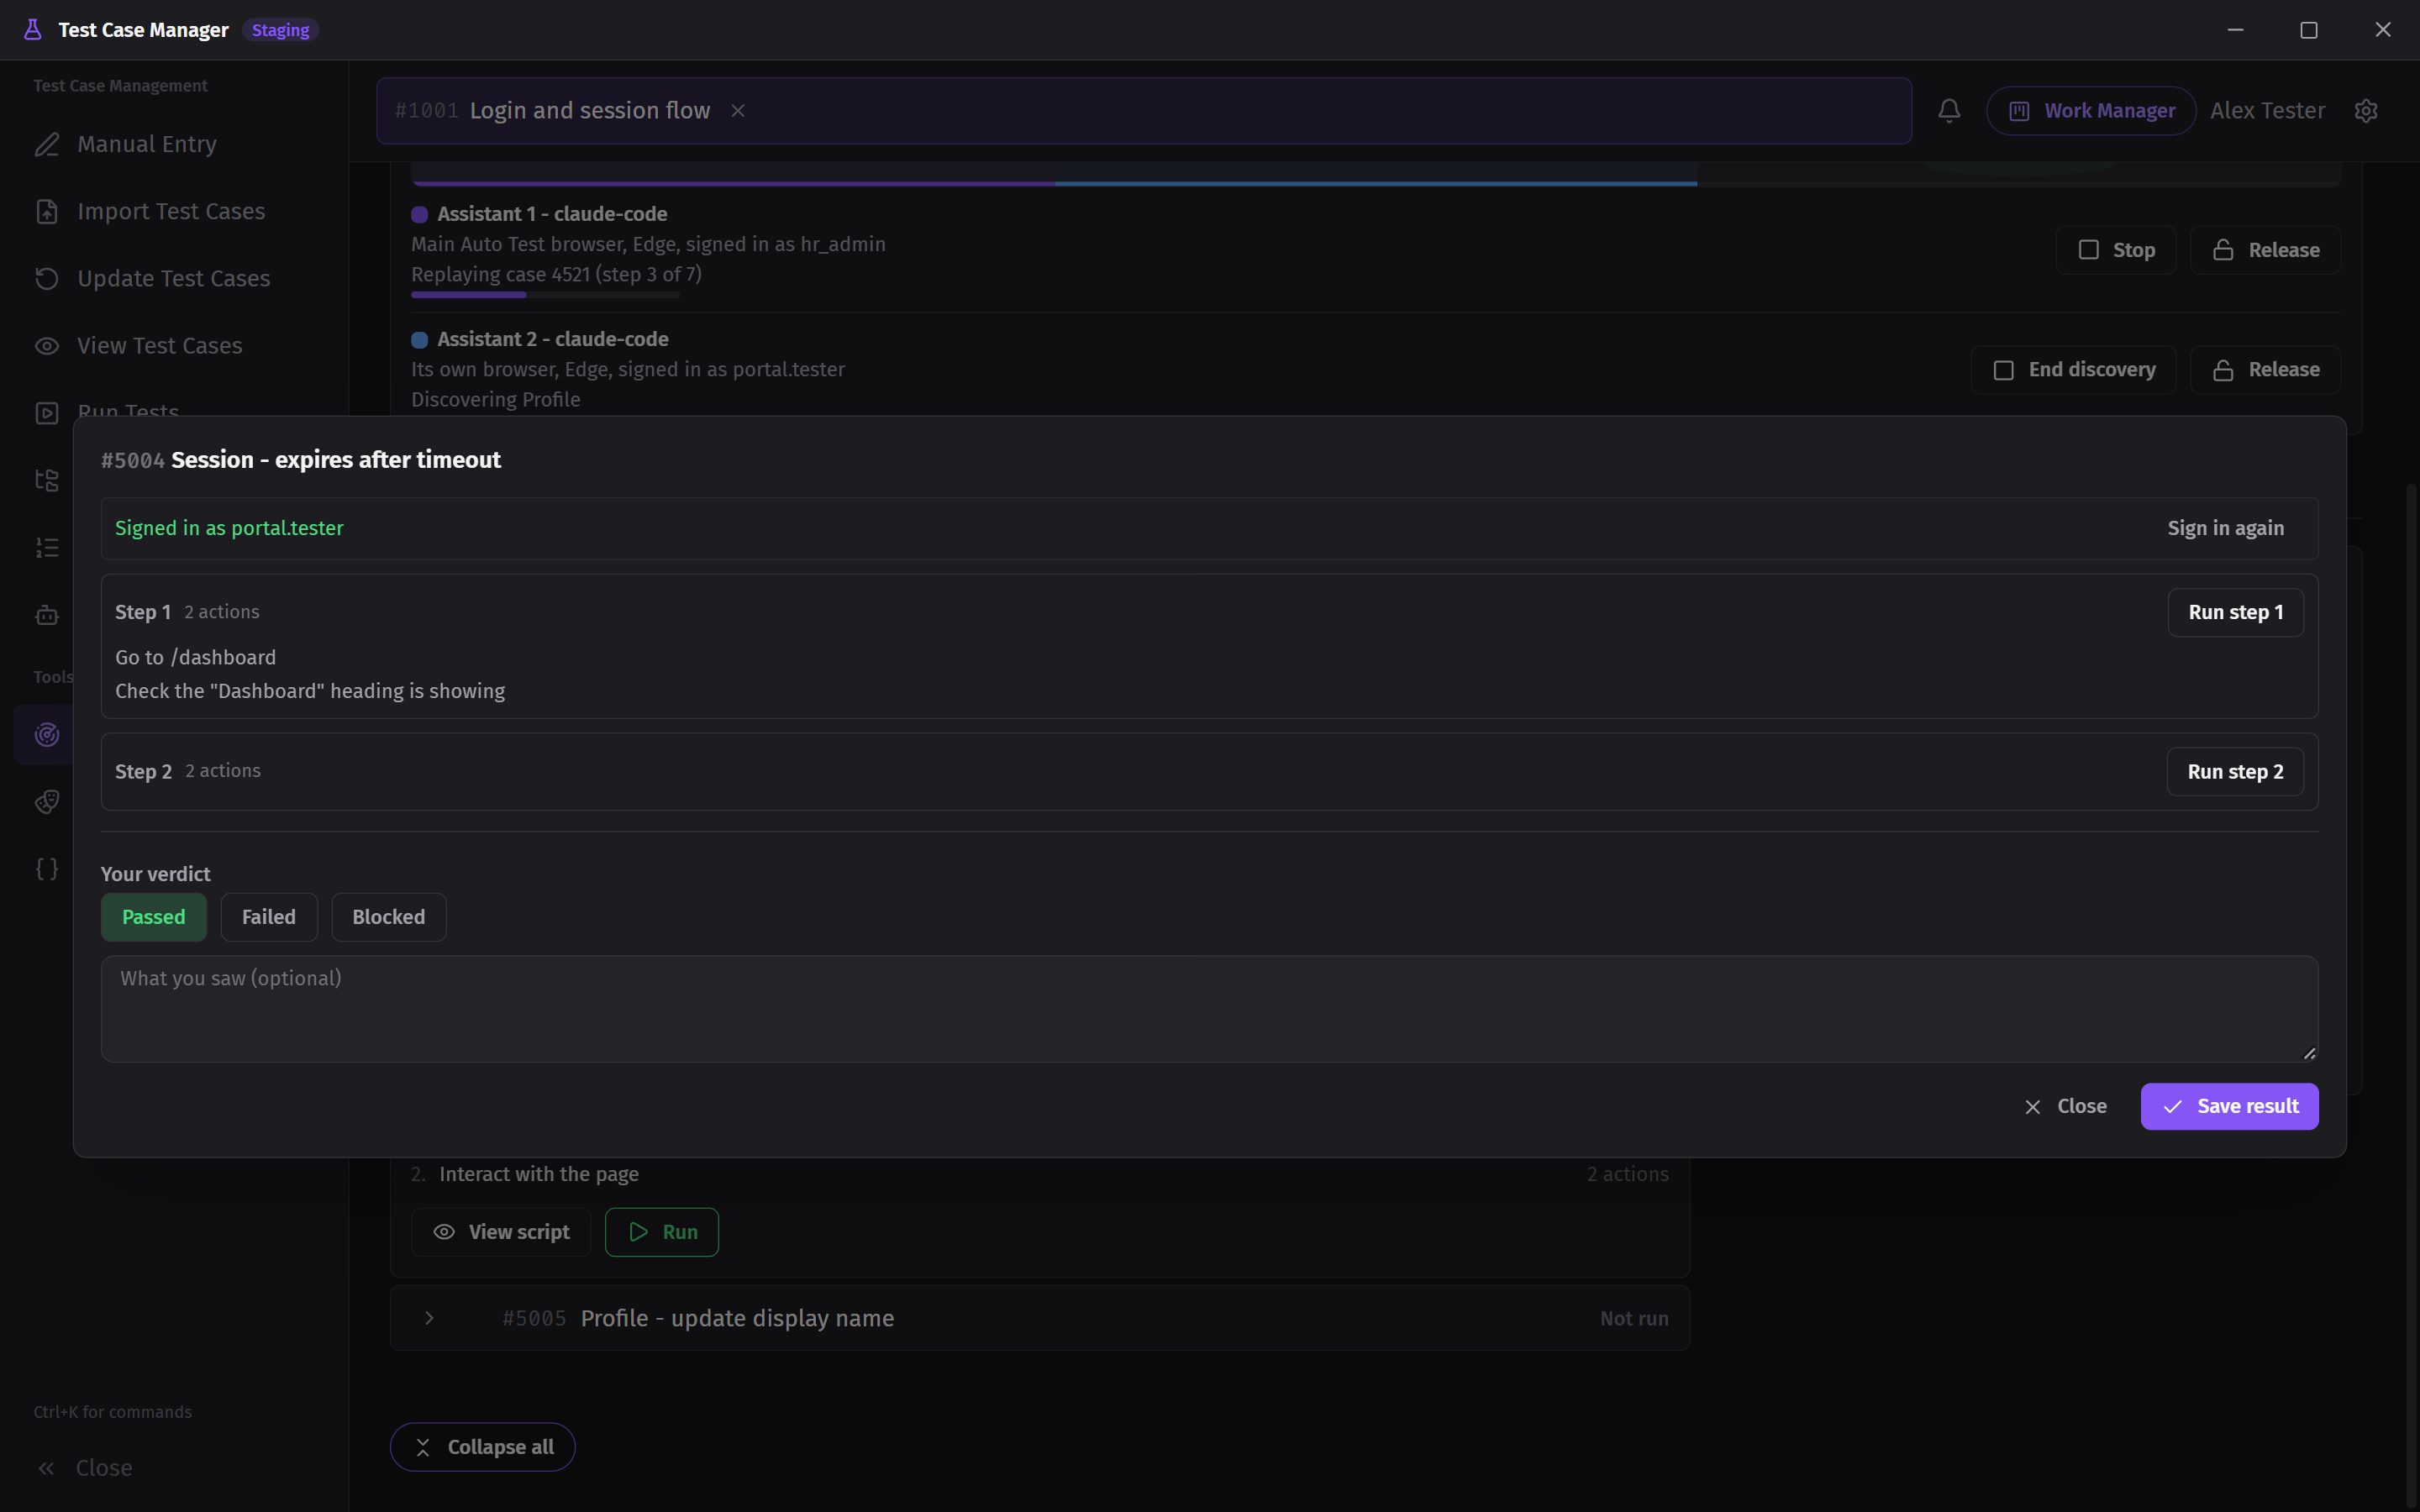 Test Case Manager Staging
Test Case Management
Manual Entry
Import Test Cases
Update Test Cases
View Test Cases
Run Tests
Tools
Ctrl+K for commands
Close
#1001 Login and session flow
Work Manager
Alex Tester
Assistant 1 - claude-code
Main Auto Test browser, Edge, signed in as hr_admin
Replaying case 4521 (step 3 of 7)
Stop
Release
Assistant 2 - claude-code
Its own browser, Edge, signed in as portal.tester
Discovering Profile
End discovery
Release
#5004 Session - expires after timeout
Signed in as portal.tester
Sign in again
Step 1 2 actions
Run step 1
Go to /dashboard
Check the "Dashboard" heading is showing
Step 2 2 actions
Run step 2
Your verdict
Passed
Failed
Blocked
What you saw (optional)
Close
Save result
2. Interact with the page
2 actions
View script
Run
#5005 Profile - update display name
Not run
Collapse all